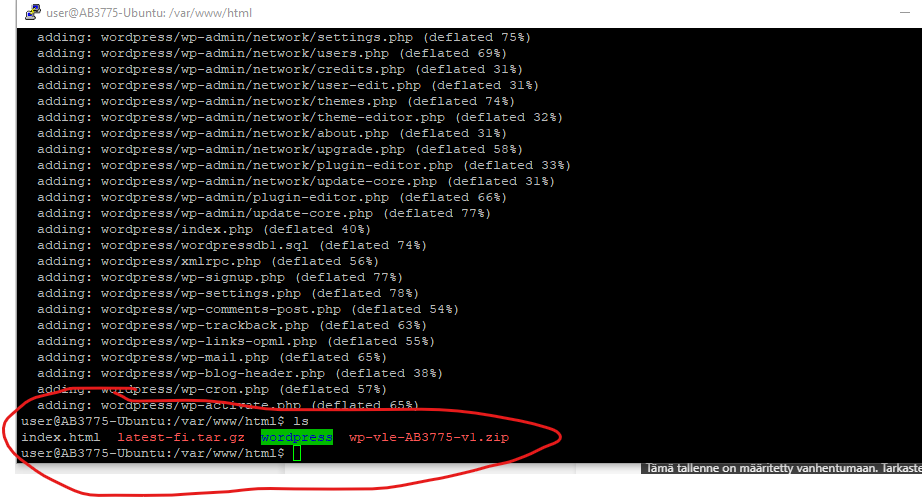 user@AB3775-Ubuntu: /var/www/html
adding: wordpress/wp-admin/network/settings.php (deflated 75%)
adding: wordpress/wp-admin/network/users.php (deflated 69%)
adding: wordpress/wp-admin/network/credits.php (deflated 31%)
adding: wordpress/wp-admin/network/user-edit.php (deflated 31%)
adding: wordpress/wp-admin/network/themes.php (deflated 74%)
adding: wordpress/wp-admin/network/theme-editor.php (deflated 32%)
adding: wordpress/wp-admin/network/about.php (deflated 31%)
adding: wordpress/wp-admin/network/upgrade.php (deflated 58%)
adding: wordpress/wp-admin/network/plugin-editor.php (deflated 33%)
adding: wordpress/wp-admin/network/update-core.php (deflated 31%)
adding: wordpress/wp-admin/plugin-editor.php (deflated 66%)
adding: wordpress/wp-admin/update-core.php (deflated 77%)
adding: wordpress/index.php (deflated 40%)
adding: wordpress/wordpressdb1.sql (deflated 74%)
adding: wordpress/xmlrpc.php (deflated 56%)
adding: wordpress/wp-signup.php (deflated 77%)
adding: wordpress/wp-settings.php (deflated 78%)
adding: wordpress/wp-comments-post.php (deflated 54%)
adding: wordpress/wp-trackback.php (deflated 63%)
adding: wordpress/wp-links-opml.php (deflated 55%)
adding: wordpress/wp-mail.php (deflated 65%)
adding: wordpress/wp-blog-header.php (deflated 38%)
adding: wordpress/wp-cron.php (deflated 57%)
adding: wordpress/wp-activate.php (deflated 65%)
user@AB3775-Ubuntu:/var/www/html$ ls
index.html latest-fi.tar.gz wordpress wp-vle-AB3775-v1.zip
user@AB3775-Ubuntu:/var/www/html$
Tämä tallenne on määritetty vanhentumaan. Tarkaste